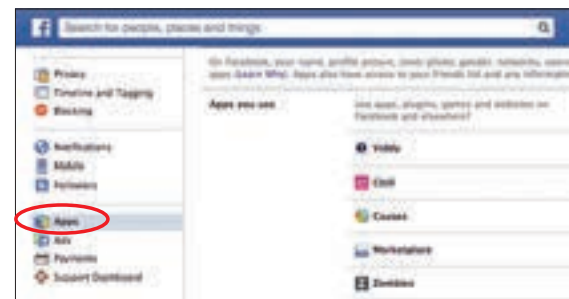 Search for people, places and things
On Facebook, your name, profile picture, cover photo, gender, networks,
apps (Learn Why). Apps also have access to your friends list and any information
Privacy
Timeline and Tagging
Blocking
Apps you use
Use apps, plugins, games and websites on
Facebook and elsewhere?
Notifications
Mobile
Followers
Apps
Ads
Payments
Support Dashboard
Causes
Marketplace
Zombies